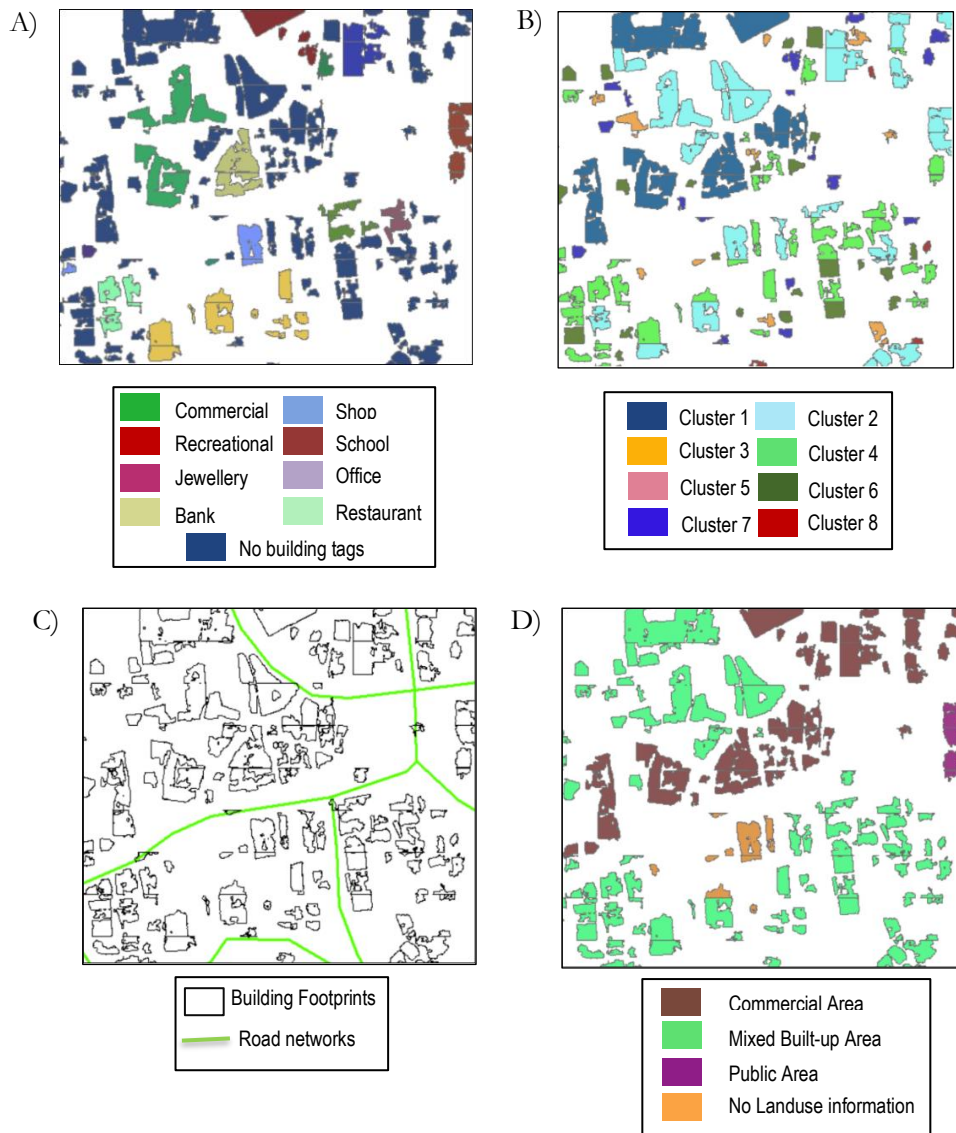 A)
B)
Commercial
Shop
Recreational
School
Jewellery
Office
Bank
Restaurant
No building tags
Cluster 1
Cluster 2
Cluster 3
Cluster 4
Cluster 5
Cluster 6
Cluster 7
Cluster 8
C)
D)
Building Footprints
Road networks
Commercial Area
Mixed Built-up Area
Public Area
No Landuse information